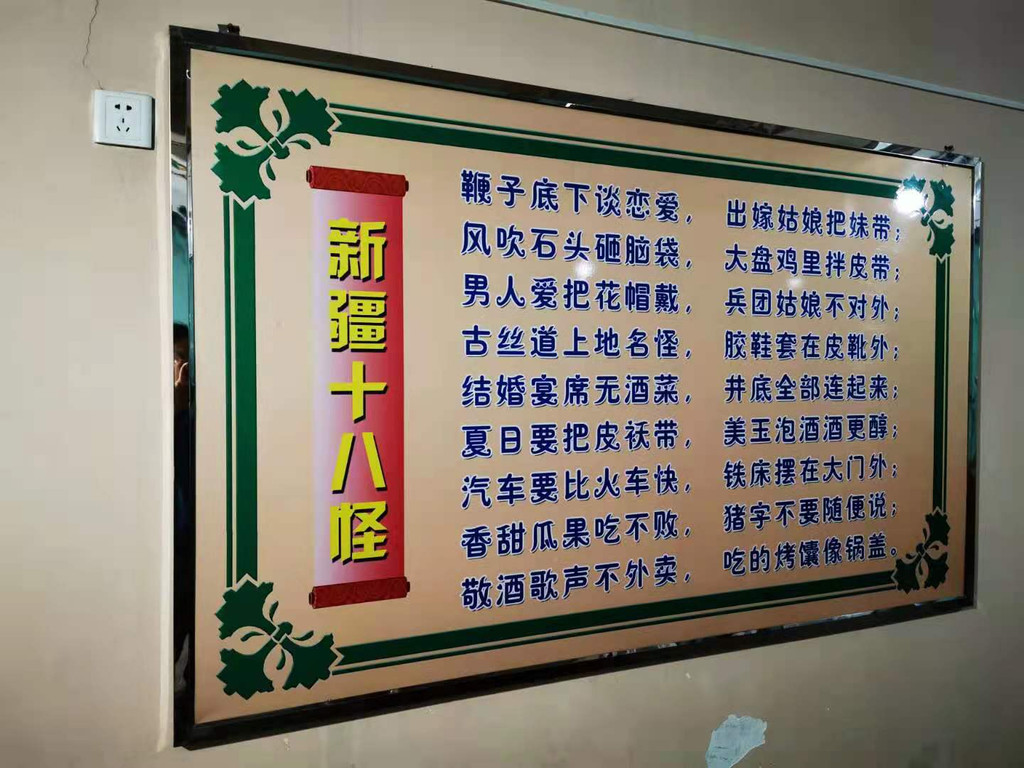 新疆十八怪
鞭子底下谈恋爱，出嫁姑娘把妹带；
风吹石头砸脑袋，大盘鸡里拌皮带；
男人爱把花帽戴，兵团姑娘不对外；
古丝道上地名怪，胶鞋套在皮靴外；
结婚宴席无酒菜，井底全部连起来；
夏日要把皮袄带，美玉泡酒酒更醇；
汽车要比火车快，铁床摆在大门外；
香甜瓜果吃不败，猪字不要随便说；
敬酒歌声不外卖，吃的烤馕像锅盖。